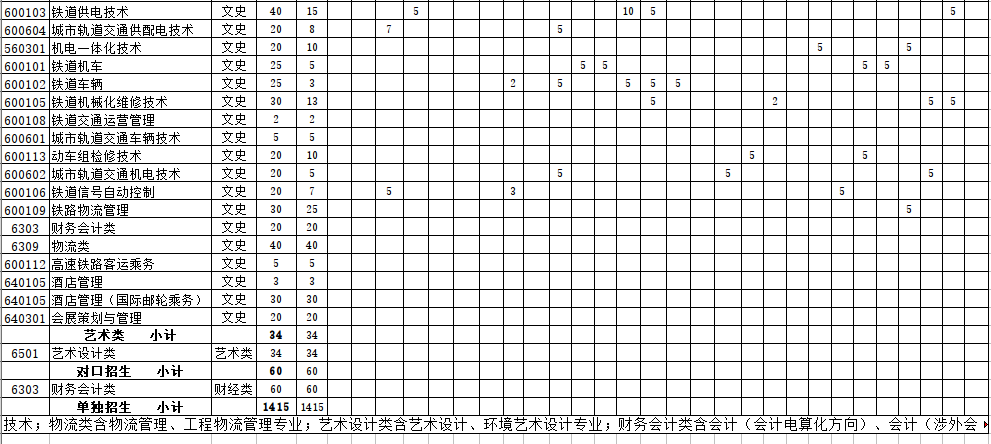 600103 铁道供电技术 文史 40 15 5 10 5 5
600604 城市轨道交通供配电技术 文史 20 8 7 5
560301 机电一体化技术 文史 20 10 5 5
600101 铁道机车 文史 25 5 5 5 5 5
600102 铁道车辆 文史 25 3 2 5 5 5 5
600105 铁道机械化维修技术 文史 30 13 5 2 5 5
600108 铁道交通运营管理 文史 2 2
600601 城市轨道交通车辆技术 文史 5 5
600113 动车组检修技术 文史 20 10 5 5
600602 城市轨道交通机电技术 文史 20 5 5 5 5
600106 铁道信号自动控制 文史 20 7 5 3 5
600109 铁路物流管理 文史 30 25 5
6303 财务会计类 文史 20 20
6309 物流类 文史 40 40
600112 高速铁路客运乘务 文史 5 5
640105 酒店管理 文史 3 3
640105 酒店管理（国际邮轮乘务） 文史 30 30
640301 会展策划与管理 文史 20 20
艺术类 小计 34 34
6501 艺术设计类 艺术类 34 34
对口招生 小计 60 60
6303 财务会计类 财经类 60 60
单独招生 小计 1415 1415
技术；物流类含物流管理、工程物流管理专业；艺术设计类含艺术设计、环境艺术设计专业；财务会计类含会计（会计电算化方向）、会计（涉外会